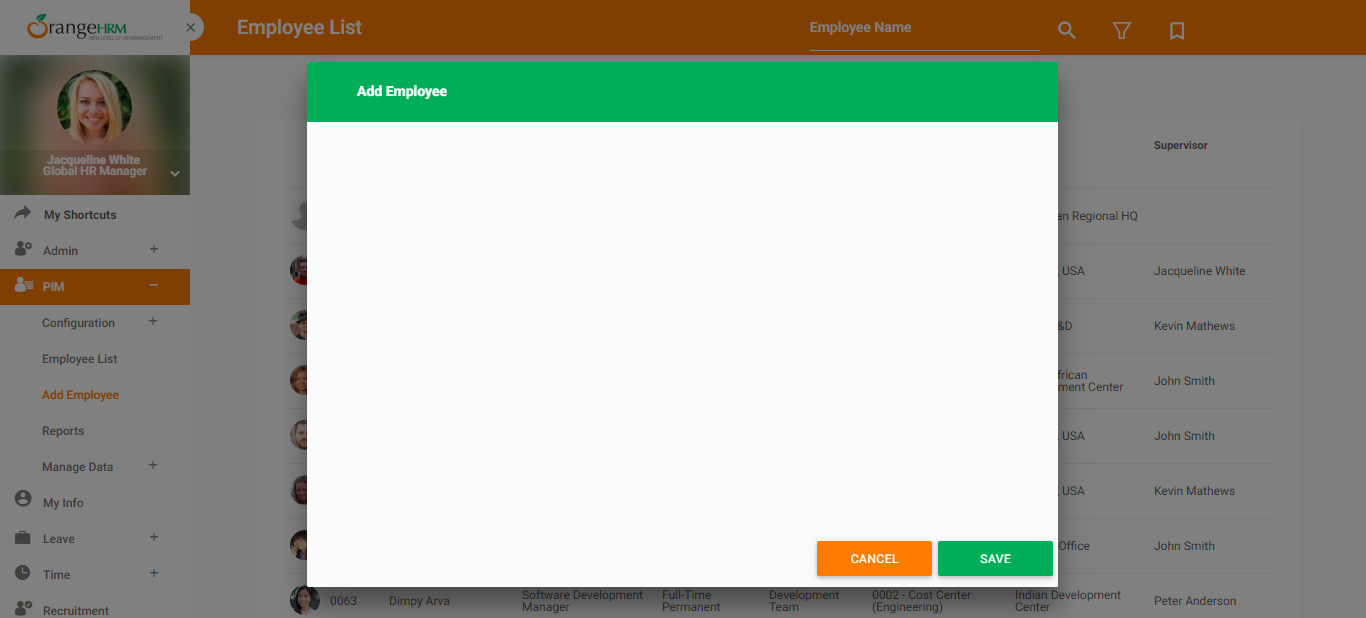 OrangeHRM
NEW LEVEL OF HR MANAGEMENT
Employee List
Employee Name
Jacqueline White
Global HR Manager
My Shortcuts
Admin
PIM
Configuration
Employee List
Add Employee
Reports
Manage Data
My Info
Leave
Time
Recruitment
Add Employee
CANCEL
SAVE
Supervisor
an Regional HQ
, USA
Jacqueline White
&D
Kevin Mathews
frican
ment Center
John Smith
, USA
John Smith
, USA
Kevin Mathews
Office
John Smith
0063
Dimpy Arva
Software Development
Manager
Full-Time
Permanent
Development
Team
0002 - Cost Center
(Engineering)
Indian Development
Center
Peter Anderson